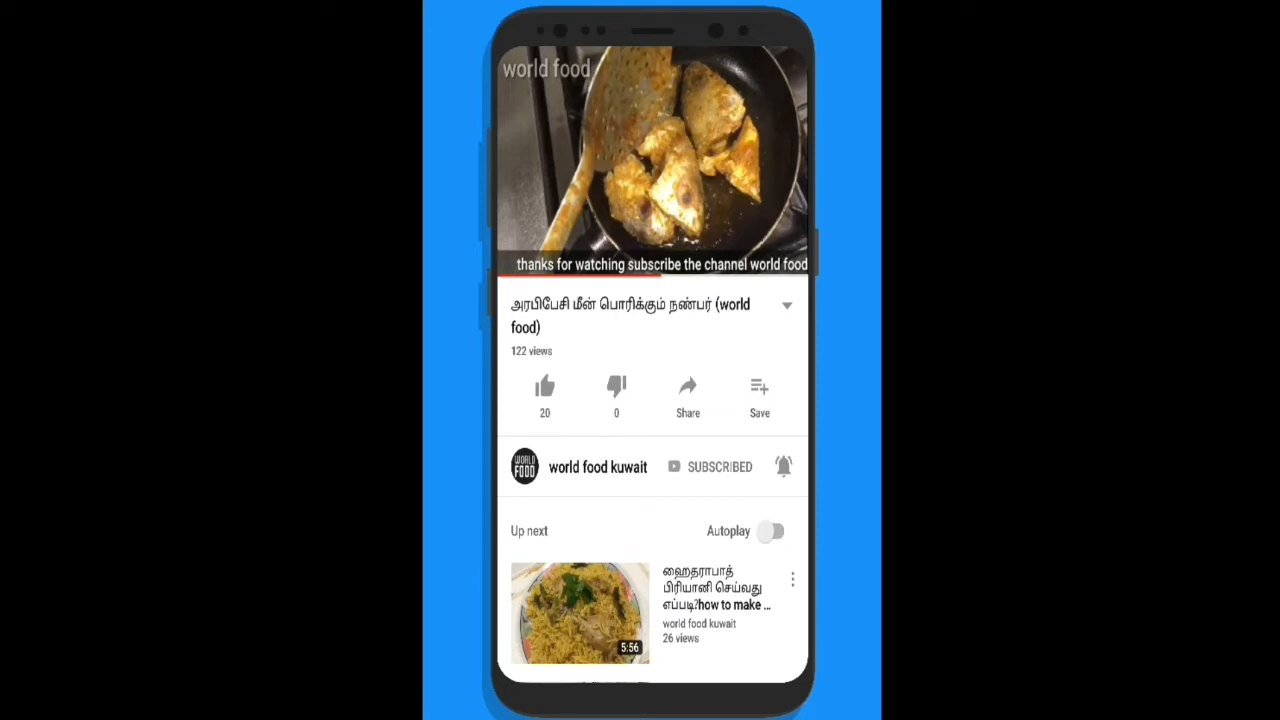 world food
thanks for watching subscribe the channel world food
அரபிபேசி மீன் பொரிக்கும் நண்பர் (world
food)
122 views
20
0
Share
Save
WORLD
FOOD
world food kuwait
SUBSCRIBED
Up next
Autoplay
ஹைதராபாத்
பிரியானி செய்வது
எப்படி?how to make ...
world food kuwait
26 views
5:56